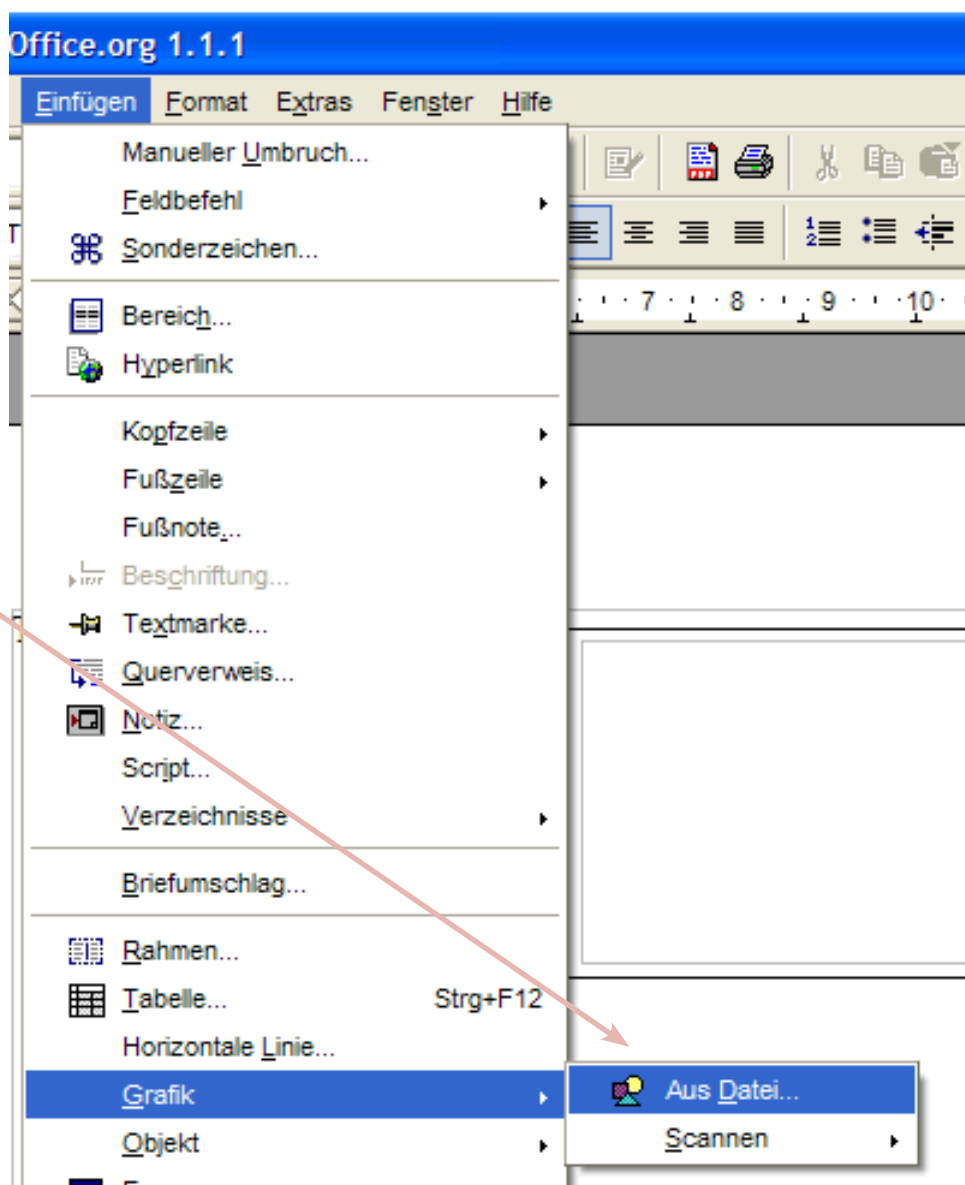 Office.org 1.1.1
Einfügen Format Extras Fenster Hilfe
Manueller Umbruch...
Feldbefehl
Sonderzeichen...
7 8 9 10
Bereich...
Hyperlink
Kopfzeile
Fußzeile
Fußnote...
Beschriftung...
Textmarke...
Querverweis...
Notiz...
Script...
Verzeichnisse
Briefumschlag...
Rahmen...
Tabelle... Strg+F12
Horizontale Linie...
Grafik
Aus Datei...
Objekt
Scannen